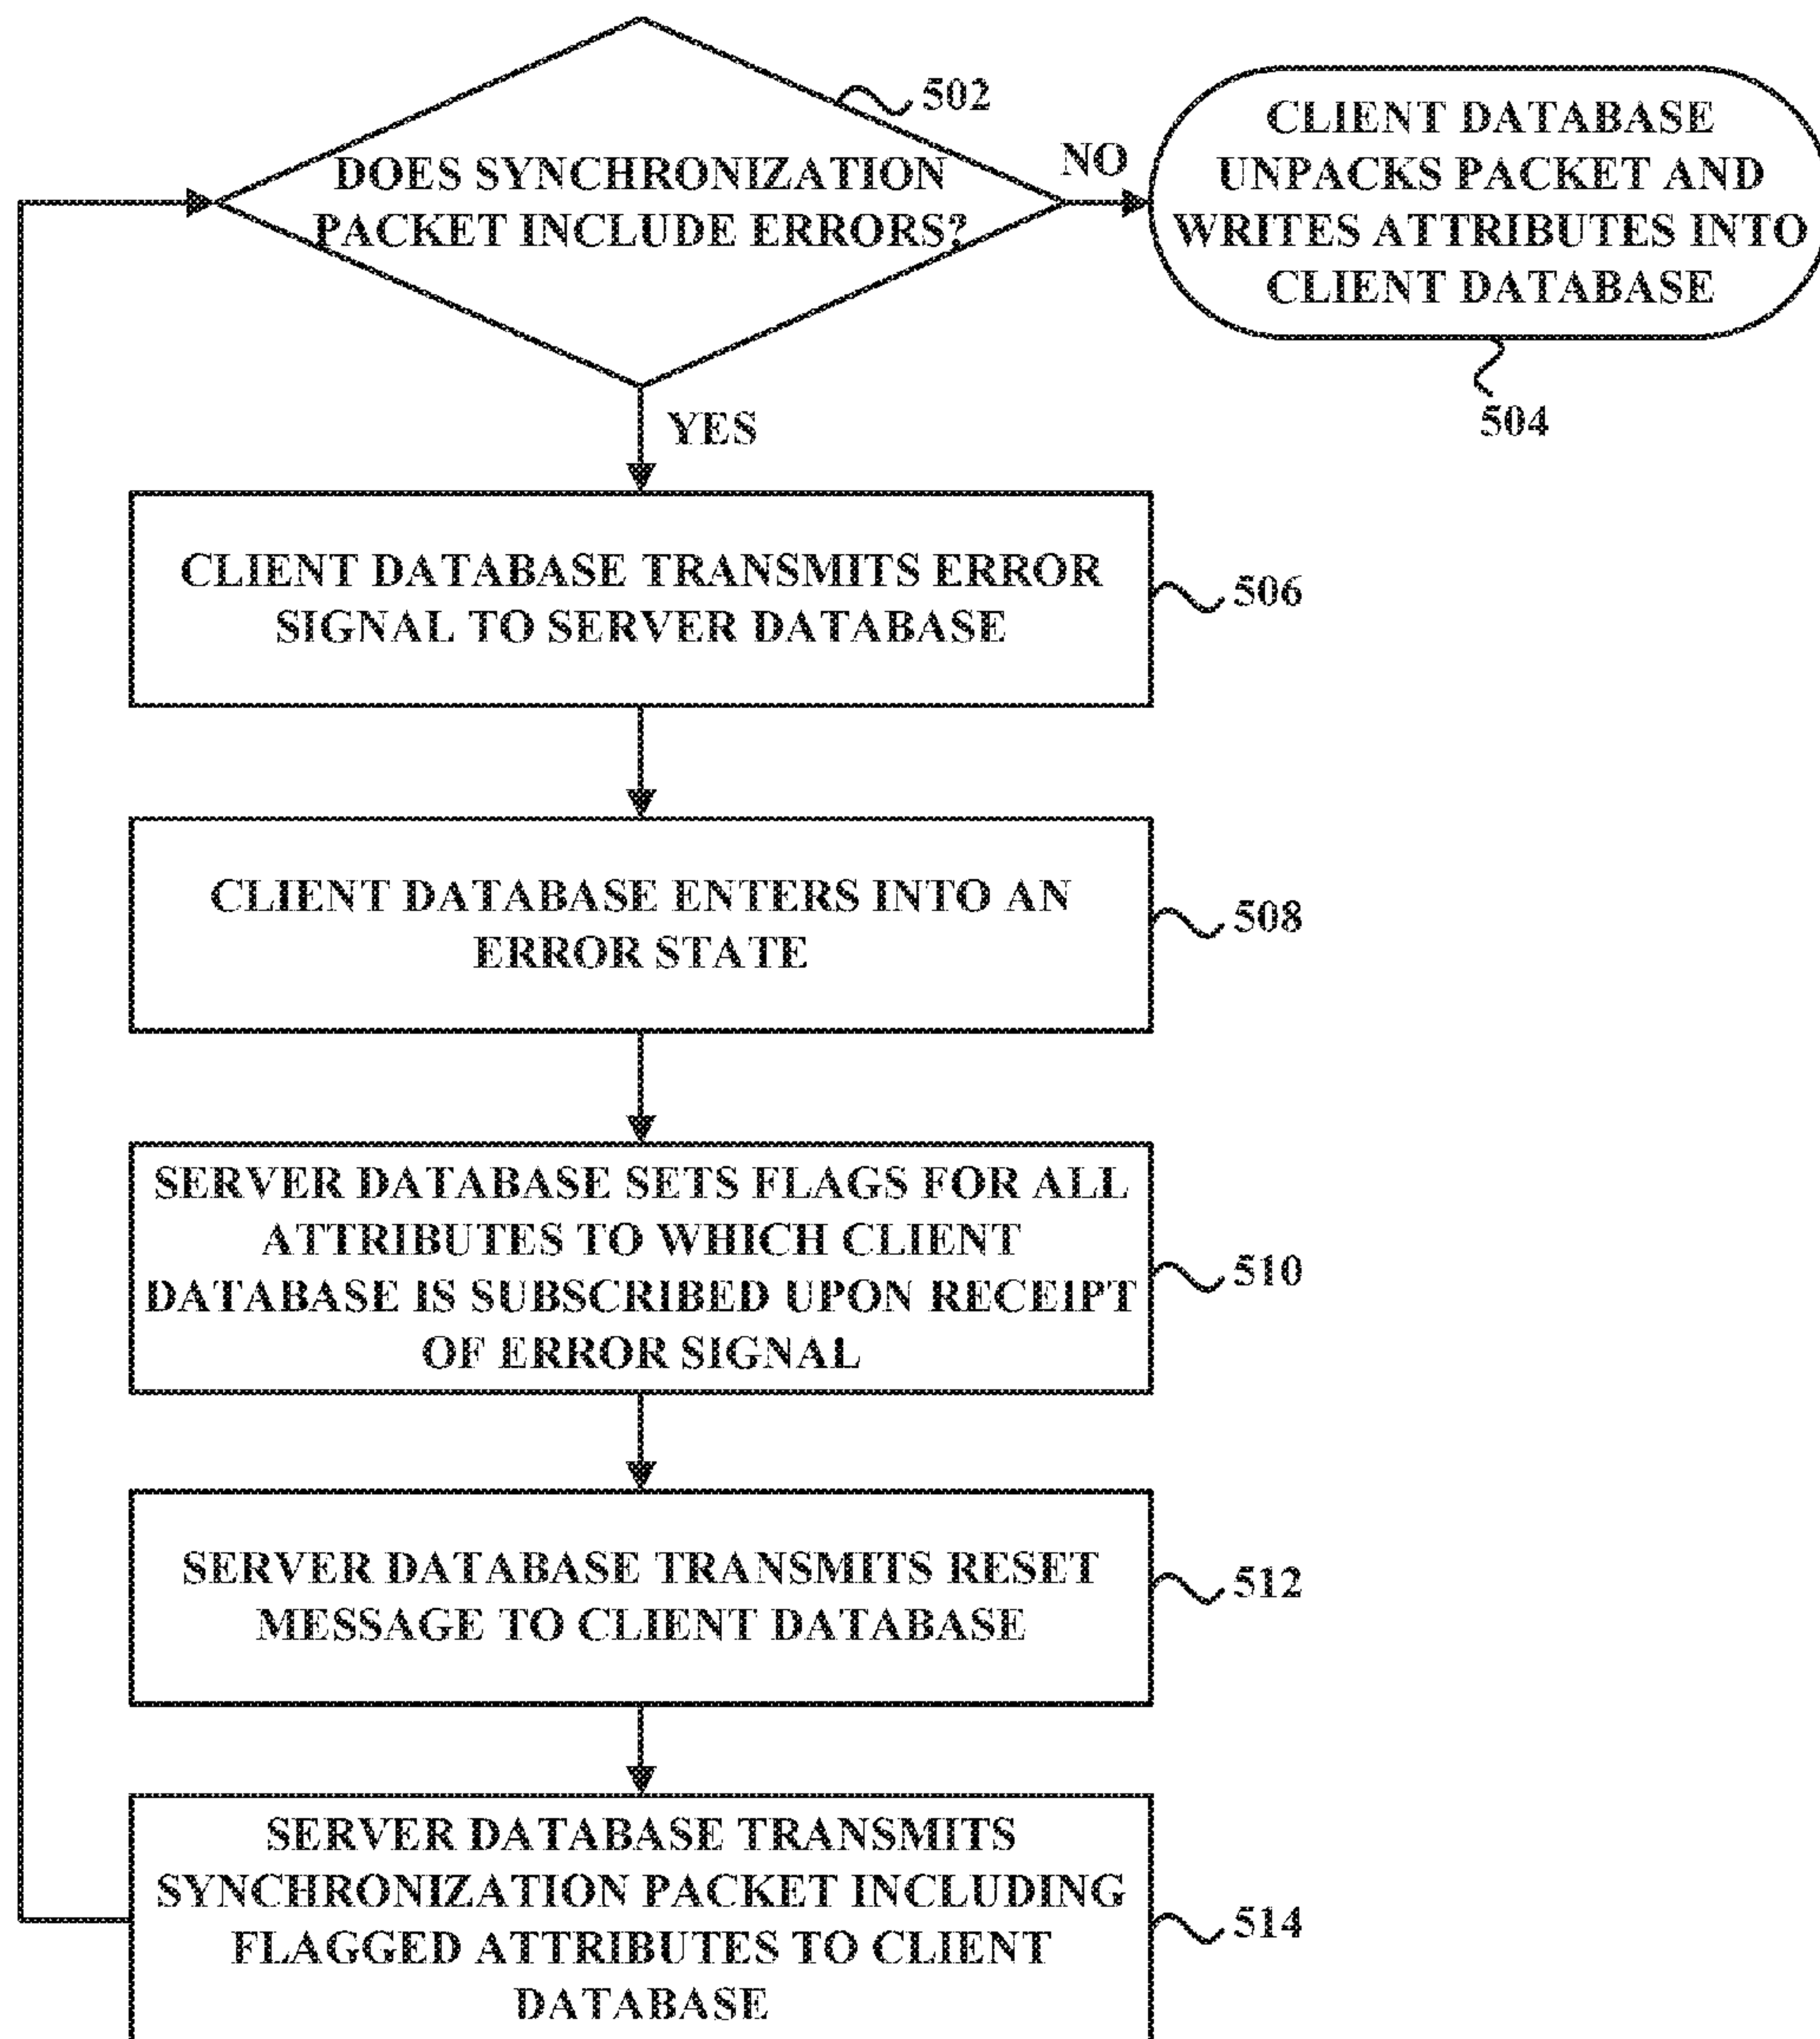 502
DOES SYNCHRONIZATION
PACKET INCLUDE ERRORS?
NO
CLIENT DATABASE
UNPACKS PACKET AND
WRITES ATTRIBUTES INTO
CLIENT DATABASE
504
YES
CLIENT DATABASE TRANSMITS ERROR
SIGNAL TO SERVER DATABASE
506
CLIENT DATABASE ENTERS INTO AN
ERROR STATE
508
SERVER DATABASE SETS FLAGS FOR ALL
ATTRIBUTES TO WHICH CLIENT
DATABASE IS SUBSCRIBED UPON RECEIPT
OF ERROR SIGNAL
510
SERVER DATABASE TRANSMITS RESET
MESSAGE TO CLIENT DATABASE
512
SERVER DATABASE TRANSMITS
SYNCHRONIZATION PACKET INCLUDING
FLAGGED ATTRIBUTES TO CLIENT
DATABASE
514